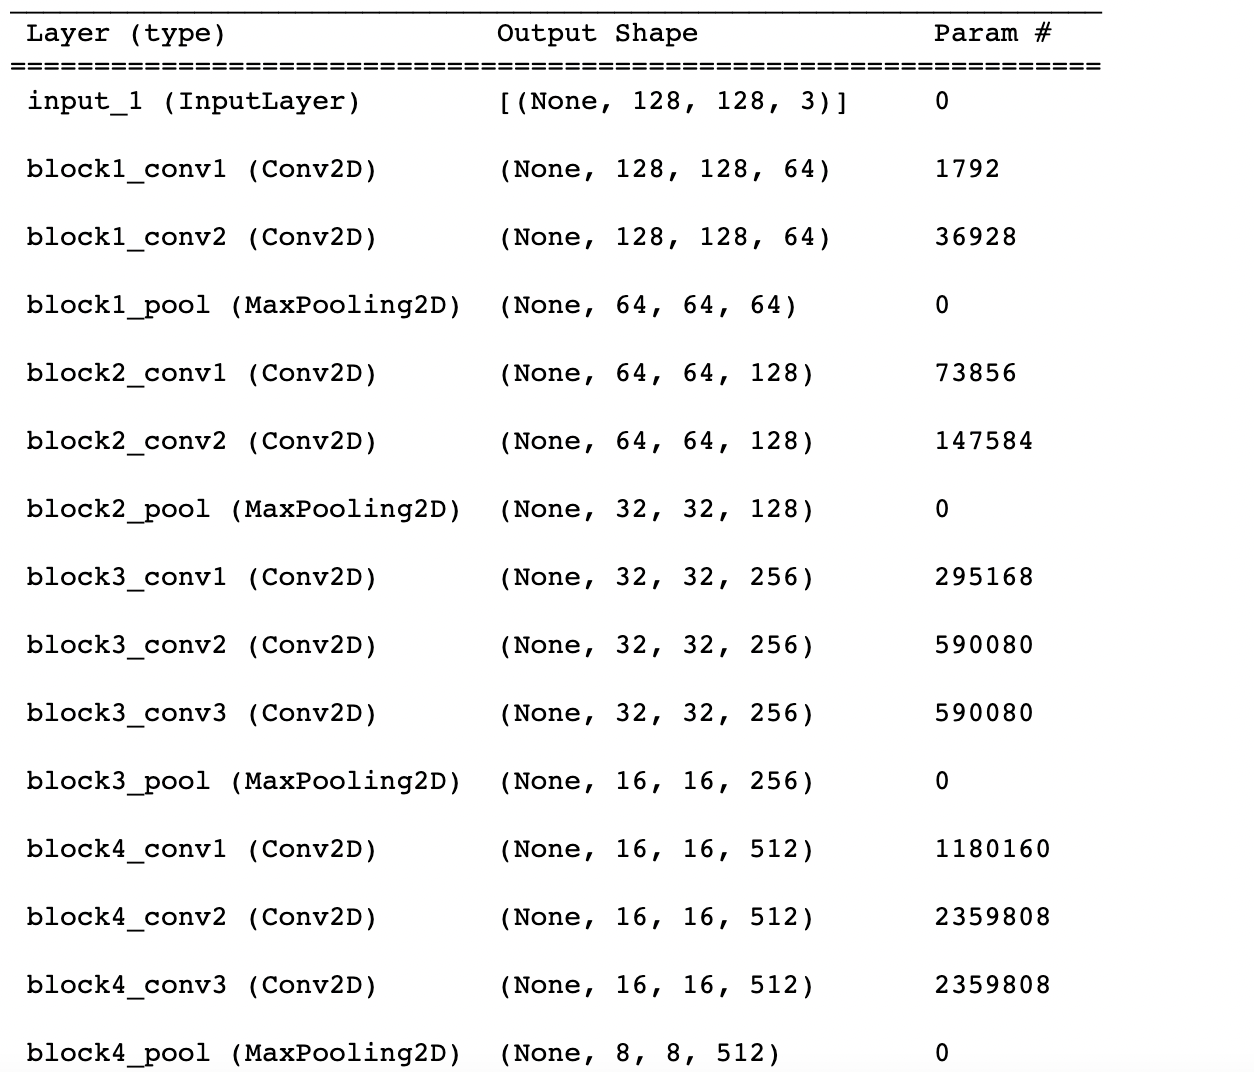 Layer (type) Output Shape Param #
=================================================================
input_1 (InputLayer) [(None, 128, 128, 3)] 0
block1_conv1 (Conv2D) (None, 128, 128, 64) 1792
block1_conv2 (Conv2D) (None, 128, 128, 64) 36928
block1_pool (MaxPooling2D) (None, 64, 64, 64) 0
block2_conv1 (Conv2D) (None, 64, 64, 128) 73856
block2_conv2 (Conv2D) (None, 64, 64, 128) 147584
block2_pool (MaxPooling2D) (None, 32, 32, 128) 0
block3_conv1 (Conv2D) (None, 32, 32, 256) 295168
block3_conv2 (Conv2D) (None, 32, 32, 256) 590080
block3_conv3 (Conv2D) (None, 32, 32, 256) 590080
block3_pool (MaxPooling2D) (None, 16, 16, 256) 0
block4_conv1 (Conv2D) (None, 16, 16, 512) 1180160
block4_conv2 (Conv2D) (None, 16, 16, 512) 2359808
block4_conv3 (Conv2D) (None, 16, 16, 512) 2359808
block4_pool (MaxPooling2D) (None, 8, 8, 512) 0